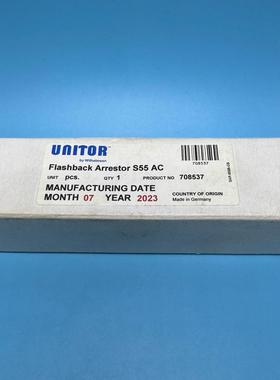 UNITOR
by Wilhelmsen
708537
Flashback Arrestor S55 AC
UNIT pcs. QTY 1 PRODUCT NO 708537
MANUFACTURING DATE
MONTH 07 YEAR 2023
COUNTRY OF ORIGIN
Made in Germany